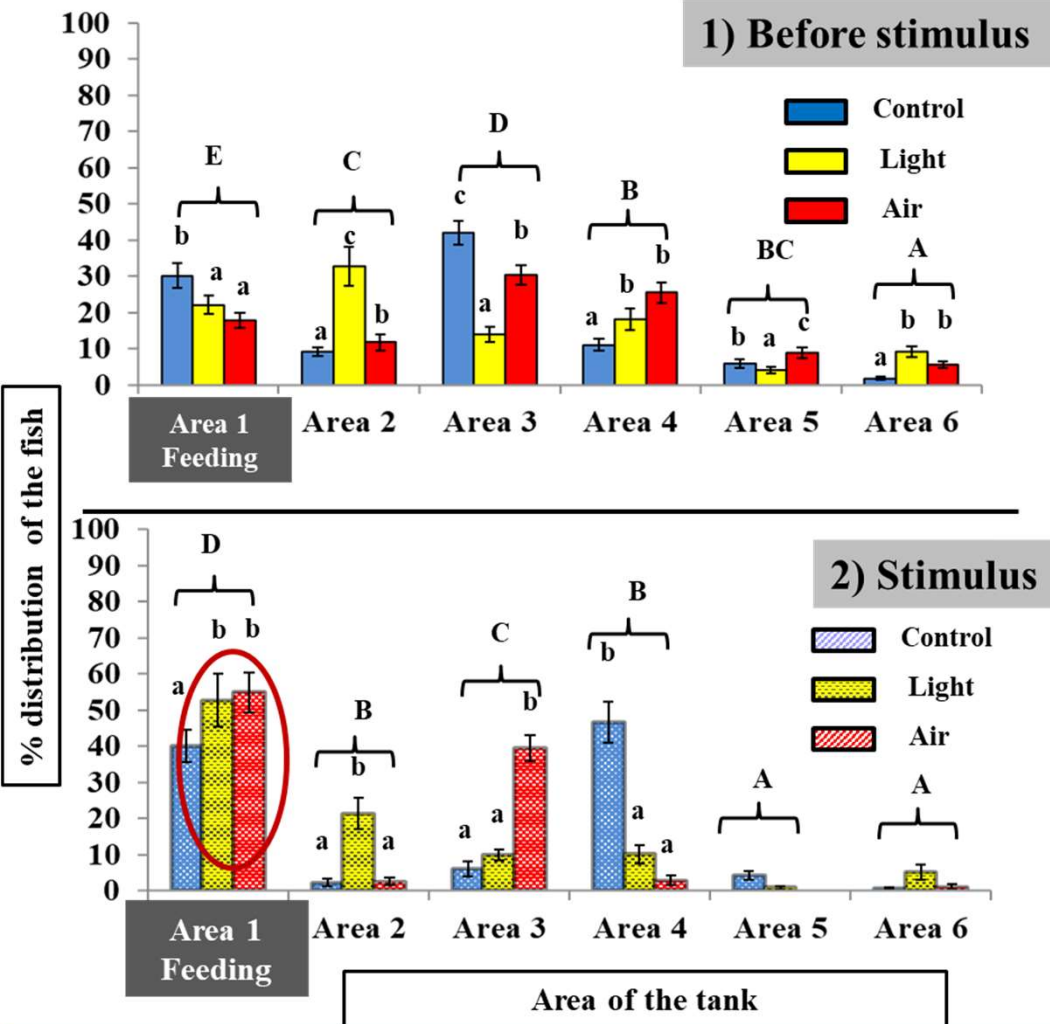 1) Before stimulus
100
90
80
70
60
50
40
30
20
10
0
Control
Light
Air
E
C
D
B
BC
A
b a a
a c b
c a b
a b b
b a c
a b b
Area 1
Feeding
Area 2
Area 3
Area 4
Area 5
Area 6
% distribution of the fish
2) Stimulus
100
90
80
70
60
50
40
30
20
10
0
Control
Light
Air
D
B
C
B
A
A
a b b
a b a
a a b
b a a
Area 1
Feeding
Area 2
Area 3
Area 4
Area 5
Area 6
Area of the tank